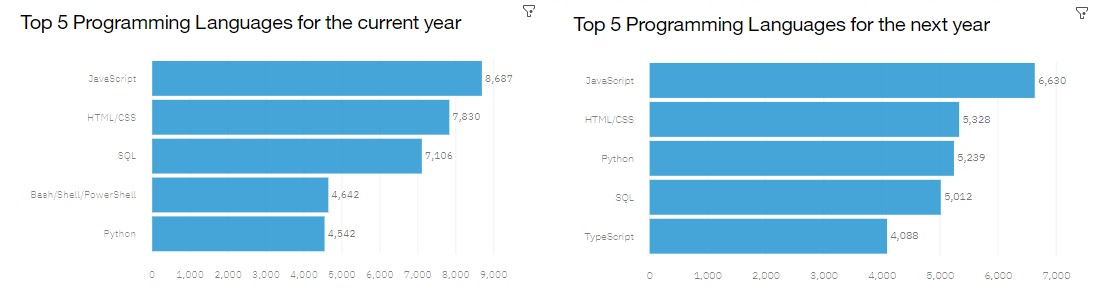 Top 5 Programming Languages for the current year
JavaScript 8,687
HTML/CSS 7,830
SQL 7,106
Bash/Shell/PowerShell 4,642
Python 4,542
0 1,000 2,000 3,000 4,000 5,000 6,000 7,000 8,000 9,000
Top 5 Programming Languages for the next year
JavaScript 6,630
HTML/CSS 5,328
Python 5,239
SQL 5,012
TypeScript 4,088
0 1,000 2,000 3,000 4,000 5,000 6,000 7,000